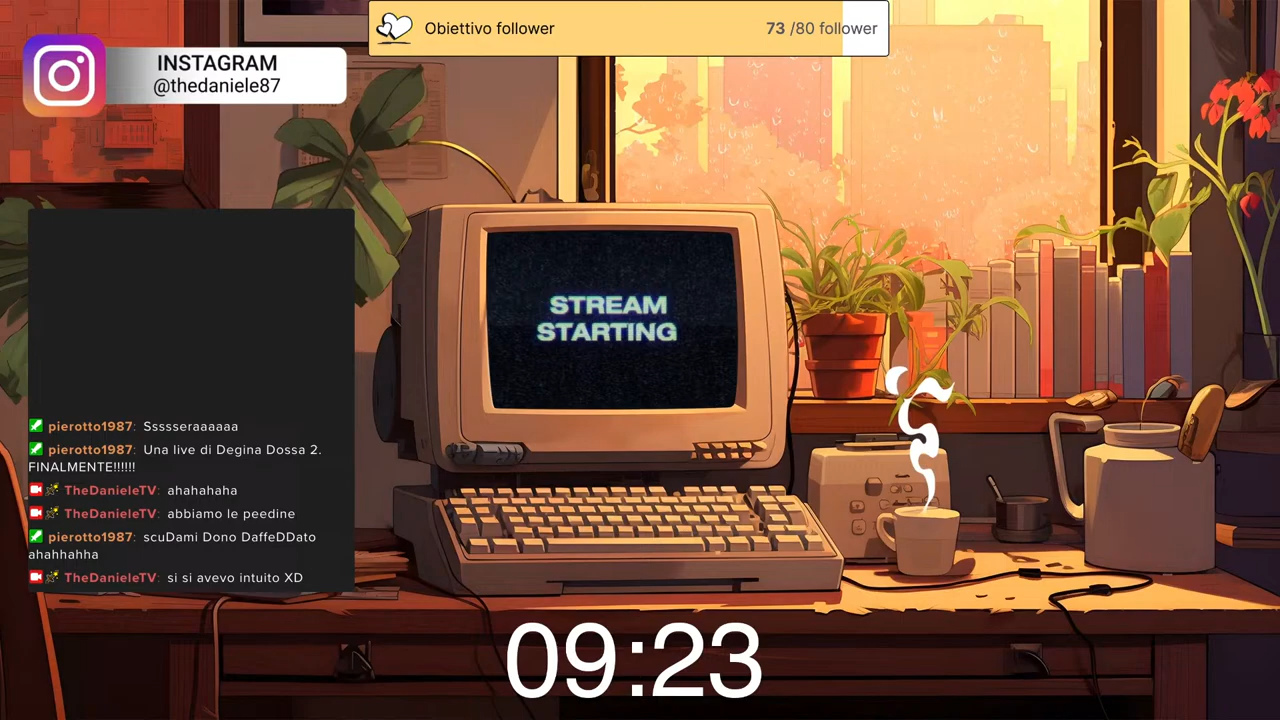 Obiettivo follower
73 /80 follower
INSTAGRAM
@thedaniele87
STREAM
STARTING
pierotto1987: Ssssseraaaaaa
pierotto1987: Una live di Degina Dossa 2.
FINALMENTE!!!!!!
TheDanieleTV: ahahahaha
TheDanieleTV: abbiamo le peedine
pierotto1987: scuDami Dono DaffeDDato
ahahhahha
TheDanieleTV: si si avevo intuito XD
09:23